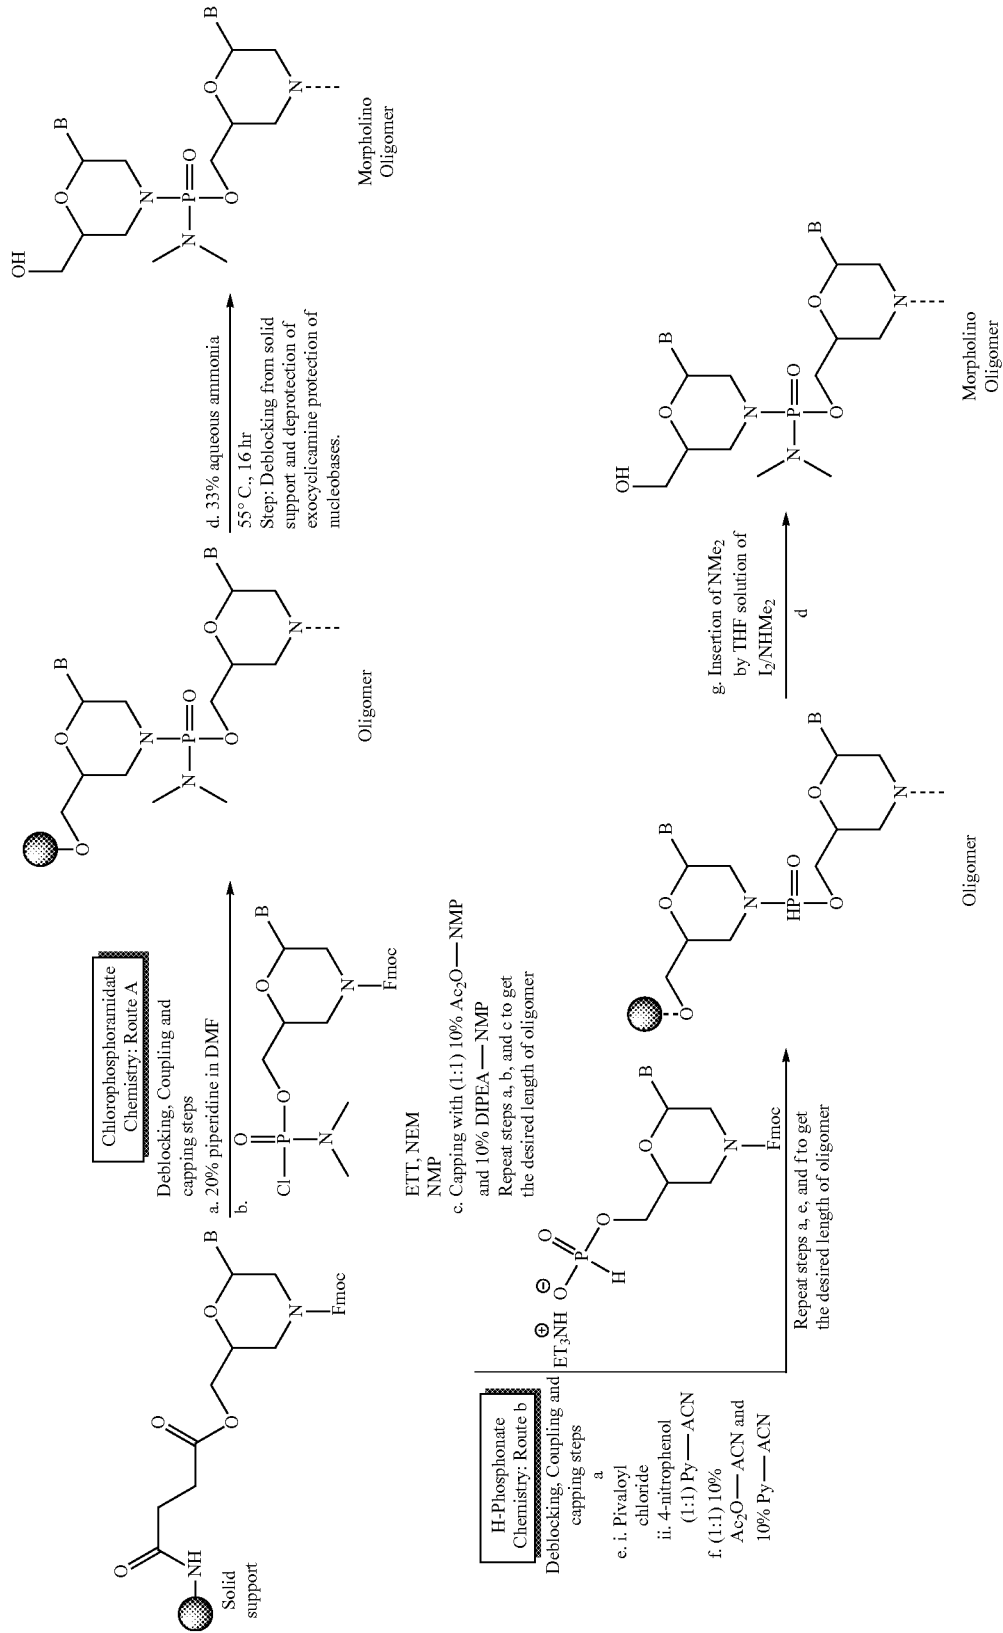 Chlorophosphoramidate
Chemistry: Route A
Deblocking, Coupling and
capping steps
a. 20% piperidine in DMF
b.
O
NH
Solid
support
O
O
O
B
N
Fmoc
Cl
P
O
N
O
O
B
N
Fmoc
ETT, NEM
NMP
c. Capping with (1:1) 10% Ac2O—NMP
and 10% DIPEA—NMP
Repeat steps a, b, and c to get
the desired length of oligomer
O
O
B
N
P
O
N
O
O
B
N
Oligomer
d. 33% aqueous ammonia
55° C., 16 hr
Step: Deblocking from solid
support and deprotection of
exocyclicamine protection of
nucleobases.
OH
O
B
N
P
O
N
O
O
B
N
Morpholino
Oligomer
H-Phosphonate
Chemistry: Route b
Deblocking, Coupling and
capping steps
a
e. i. Pivaloyl
chloride
ii. 4-nitrophenol
(1:1) Py—ACN
f. (1:1) 10%
Ac2O—ACN and
10% Py—ACN
⊕
ET3NH
⊖
O
O
P
H
O
O
B
N
Fmoc
Repeat steps a, e, and f to get
the desired length of oligomer
O
O
B
N
HP
O
O
O
B
N
Oligomer
g. Insertion of NMe2
by THF solution of
I2/NHMe2
d
OH
O
B
N
P
O
N
O
O
B
N
Morpholino
Oligomer